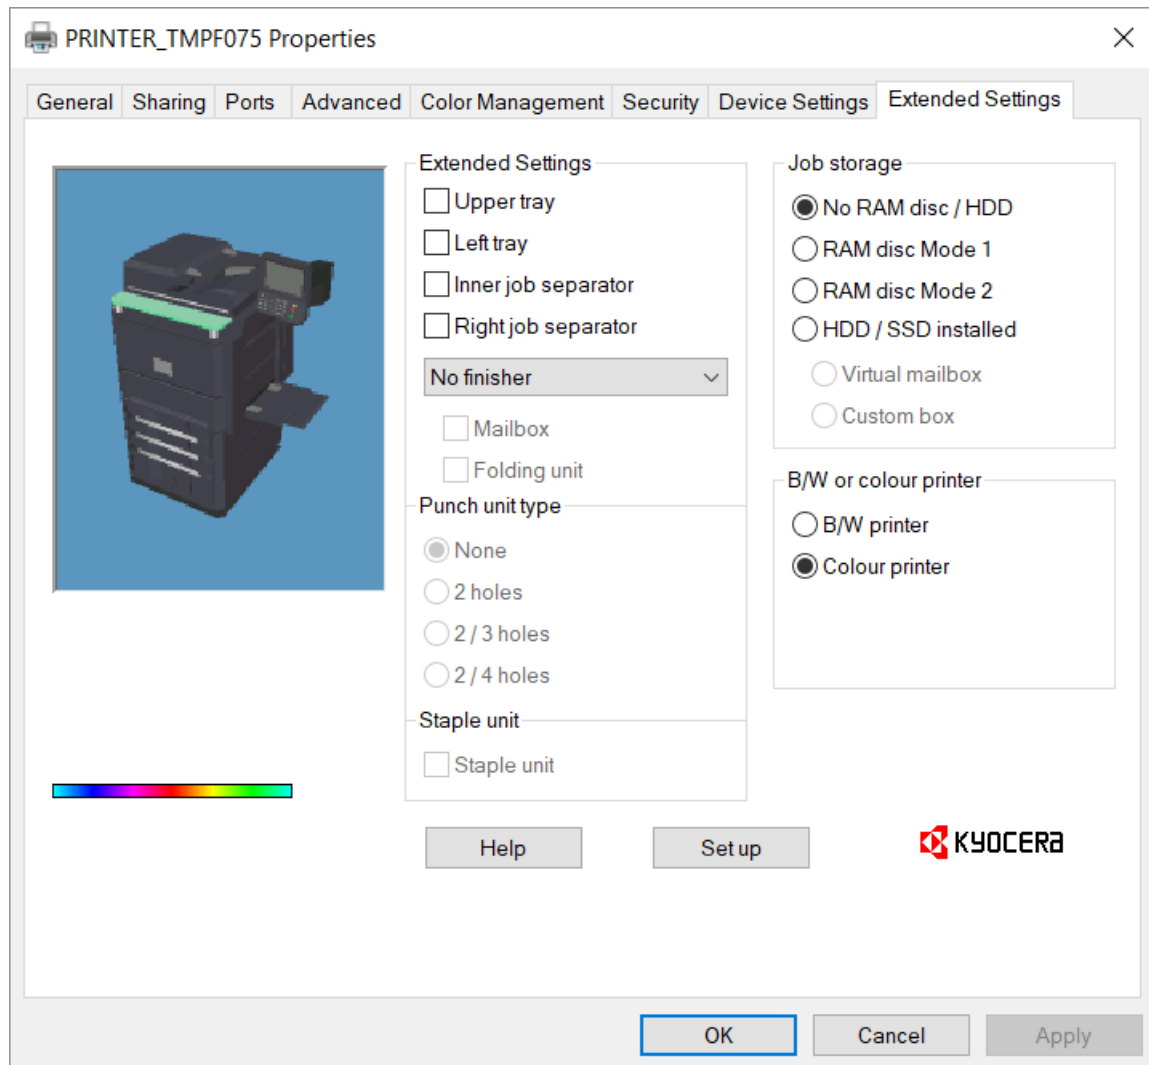 PRINTER_TMPF075 Properties
General Sharing Ports Advanced Color Management Security Device Settings Extended Settings
Extended Settings
Upper tray
Left tray
Inner job separator
Right job separator
No finisher
Mailbox
Folding unit
Punch unit type
None
2 holes
2 / 3 holes
2 / 4 holes
Staple unit
Staple unit
Job storage
No RAM disc / HDD
RAM disc Mode 1
RAM disc Mode 2
HDD / SSD installed
Virtual mailbox
Custom box
B/W or colour printer
B/W printer
Colour printer
Help Set up
KYOCERA
OK Cancel Apply